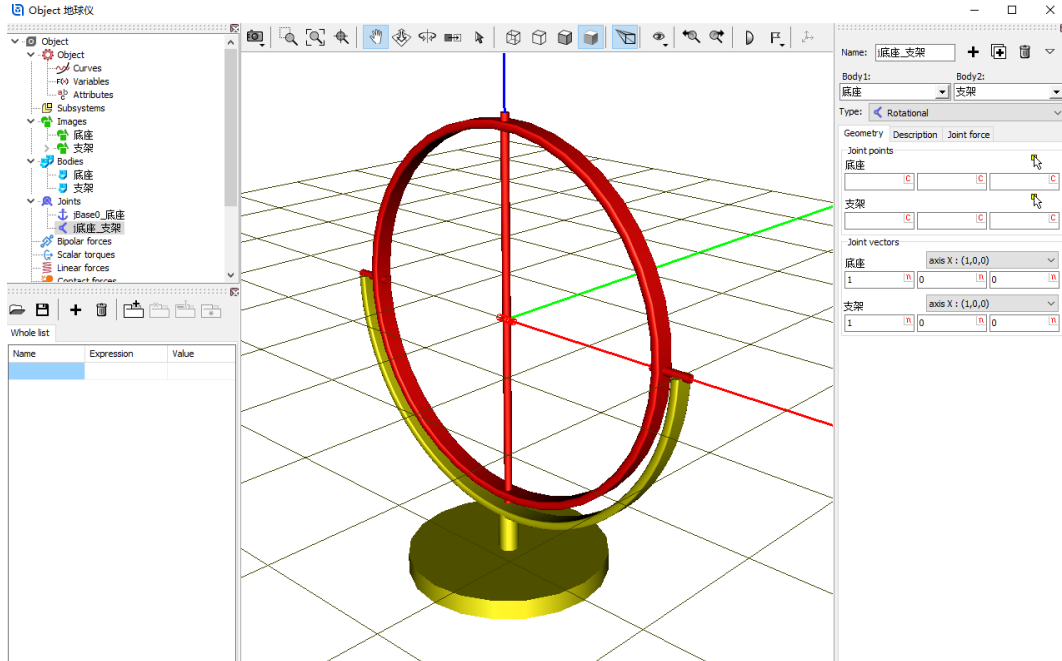 Object 地球仪
Object
Object
Curves
F(x) Variables
Attributes
Subsystems
Images
底座
支架
Bodies
底座
支架
Joints
jBase0_底座
j底座_支架
Bipolar forces
Scalar torques
Linear forces
Contact forces
Whole list
Name Expression Value
Name: j底座_支架
Body1: Body2:
底座 支架
Type: Rotational
Geometry Description Joint force
Joint points
底座
C C C
支架
C C C
Joint vectors
底座 axis X : (1,0,0)
1 n 0 n 0 n
支架 axis X : (1,0,0)
1 n 0 n 0 n